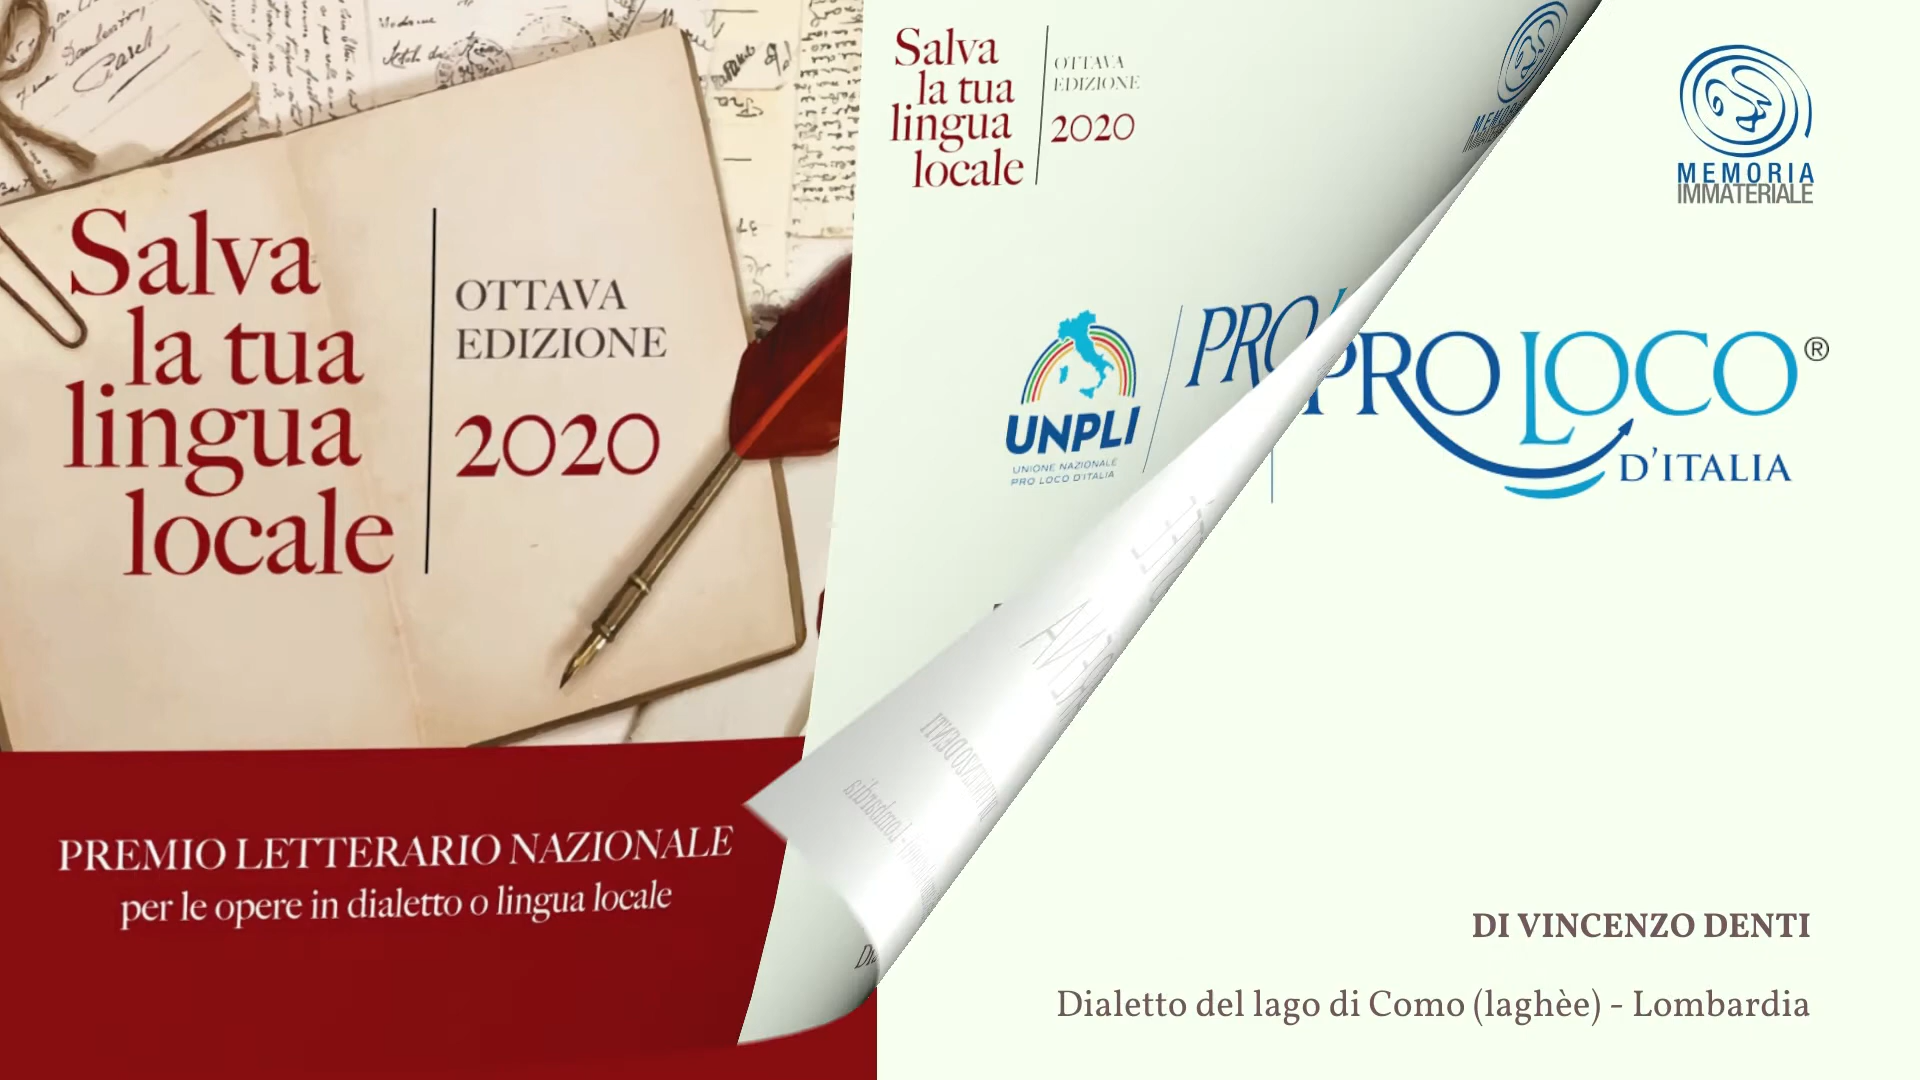 Salva
la tua
lingua
locale
OTTAVA
EDIZIONE
2020
PREMIO LETTERARIO NAZIONALE
per le opere in dialetto o lingua locale
Salva
la tua
lingua
locale
OTTAVA
EDIZIONE
2020
UNPLI
UNIONE NAZIONALE
PRO LOCO D'ITALIA
PRO
MEMORIA
IMMATERIALE
PRO LOCO®
D'ITALIA
DI VINCENZO DENTI
Dialetto del lago di Como (laghèe) - Lombardia